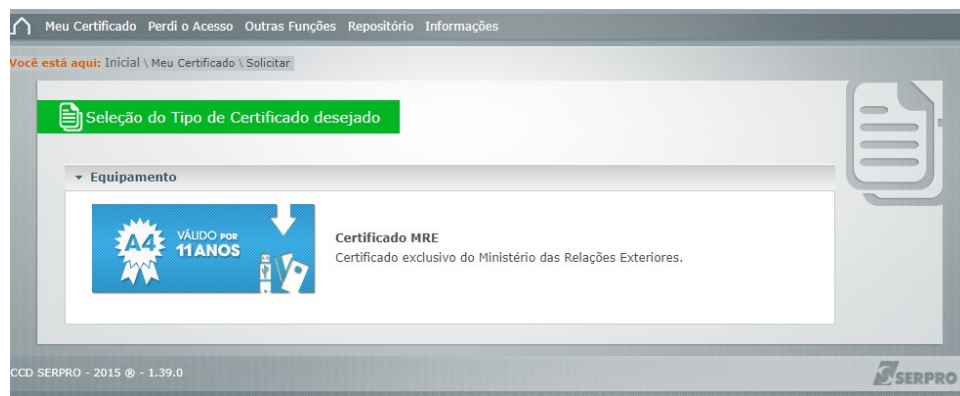 Meu Certificado Perdi o Acesso Outras Funções Repositório Informações
Você está aqui: Inicial \ Meu Certificado \ Solicitar
Seleção do Tipo de Certificado desejado
Equipamento
A4 VÁLIDO POR
11 ANOS
Certificado MRE
Certificado exclusivo do Ministério das Relações Exteriores.
CCD SERPRO - 2015 ® - 1.39.0
SERPRO